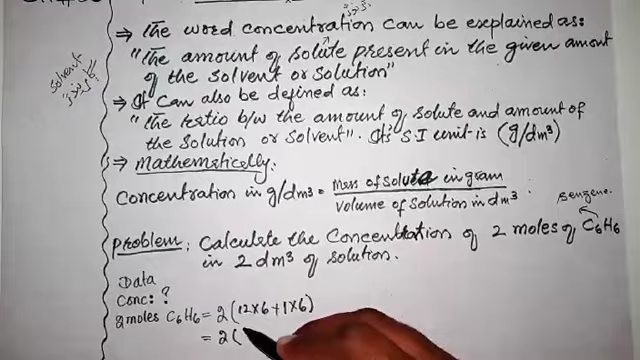 ⇒ The word concentration can be explained as:
"The amount of solute present in the given amount
of the solvent or solution"
solvent
⇒ It can also be defined as:
"The ratio b/w the amount of solute and amount of
the solution or solvent". It's S.I unit is (g/dm³)
⇒ Mathematically:
Concentration in g/dm³ = Mass of solute in gram
Volume of solution in dm³.
Benzene.
Problem: Calculate the Concentration of 2 moles of C6H6
in 2 dm³ of solution.
Data
Conc: ?
2 moles C6H6 = 2(12×6+1×6)
= 2(